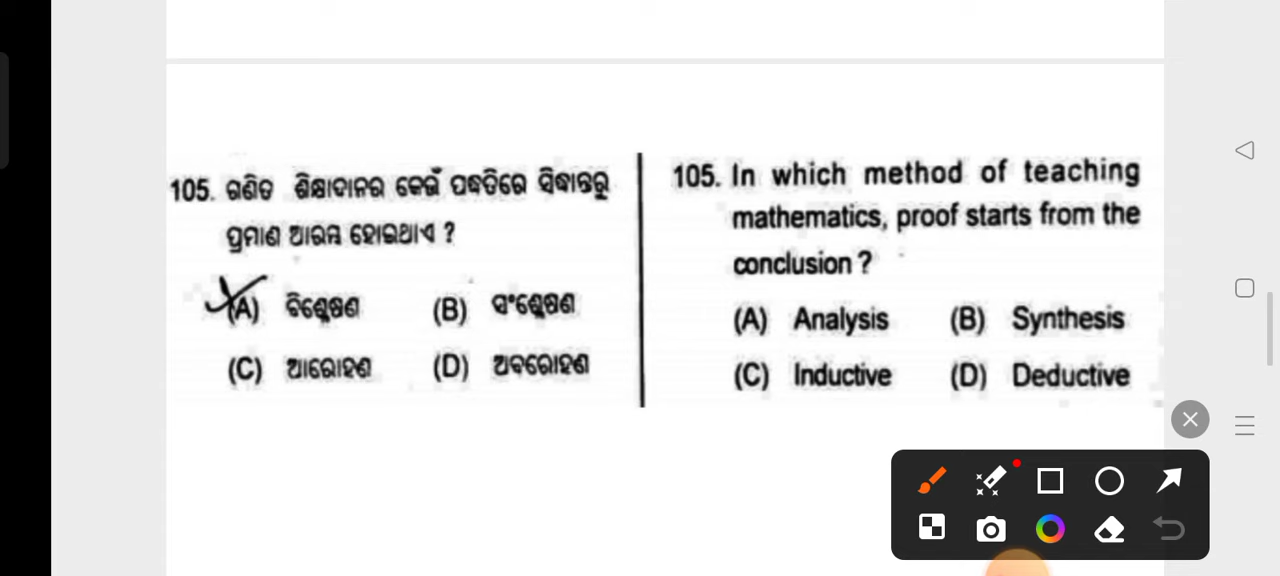 105. ଗଣିତ ଶିକ୍ଷାଦାନର କେଉଁ ପଦ୍ଧତିରେ ସିଦ୍ଧାନ୍ତରୁ
ପ୍ରମାଣ ଆରମ୍ଭ ହୋଇଥାଏ ?
(A) ବିଶ୍ଳେଷଣ (B) ସଂଶ୍ଳେଷଣ
(C) ଆରୋହଣ (D) ଅବରୋହଣ
105. In which method of teaching
mathematics, proof starts from the
conclusion ?
(A) Analysis (B) Synthesis
(C) Inductive (D) Deductive